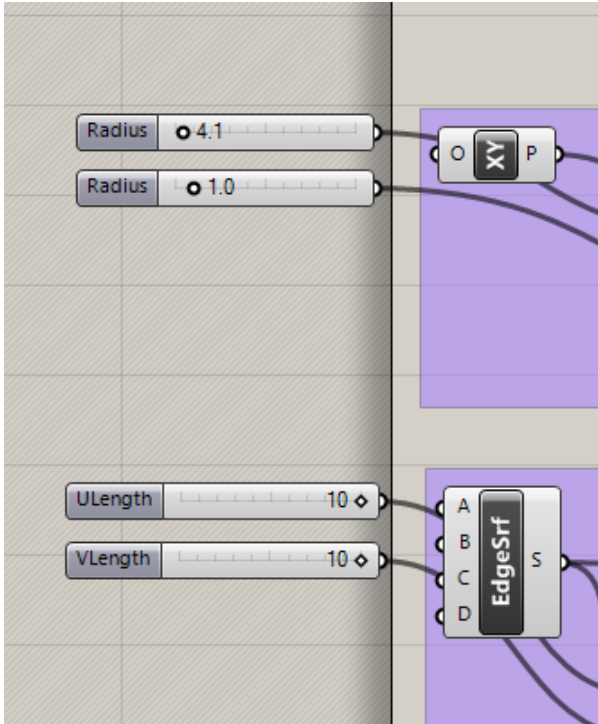 Radius 4.1
O XY P
Radius 1.0
ULength 10
A
B
VLength 10
C
D
EdgeSrf
S